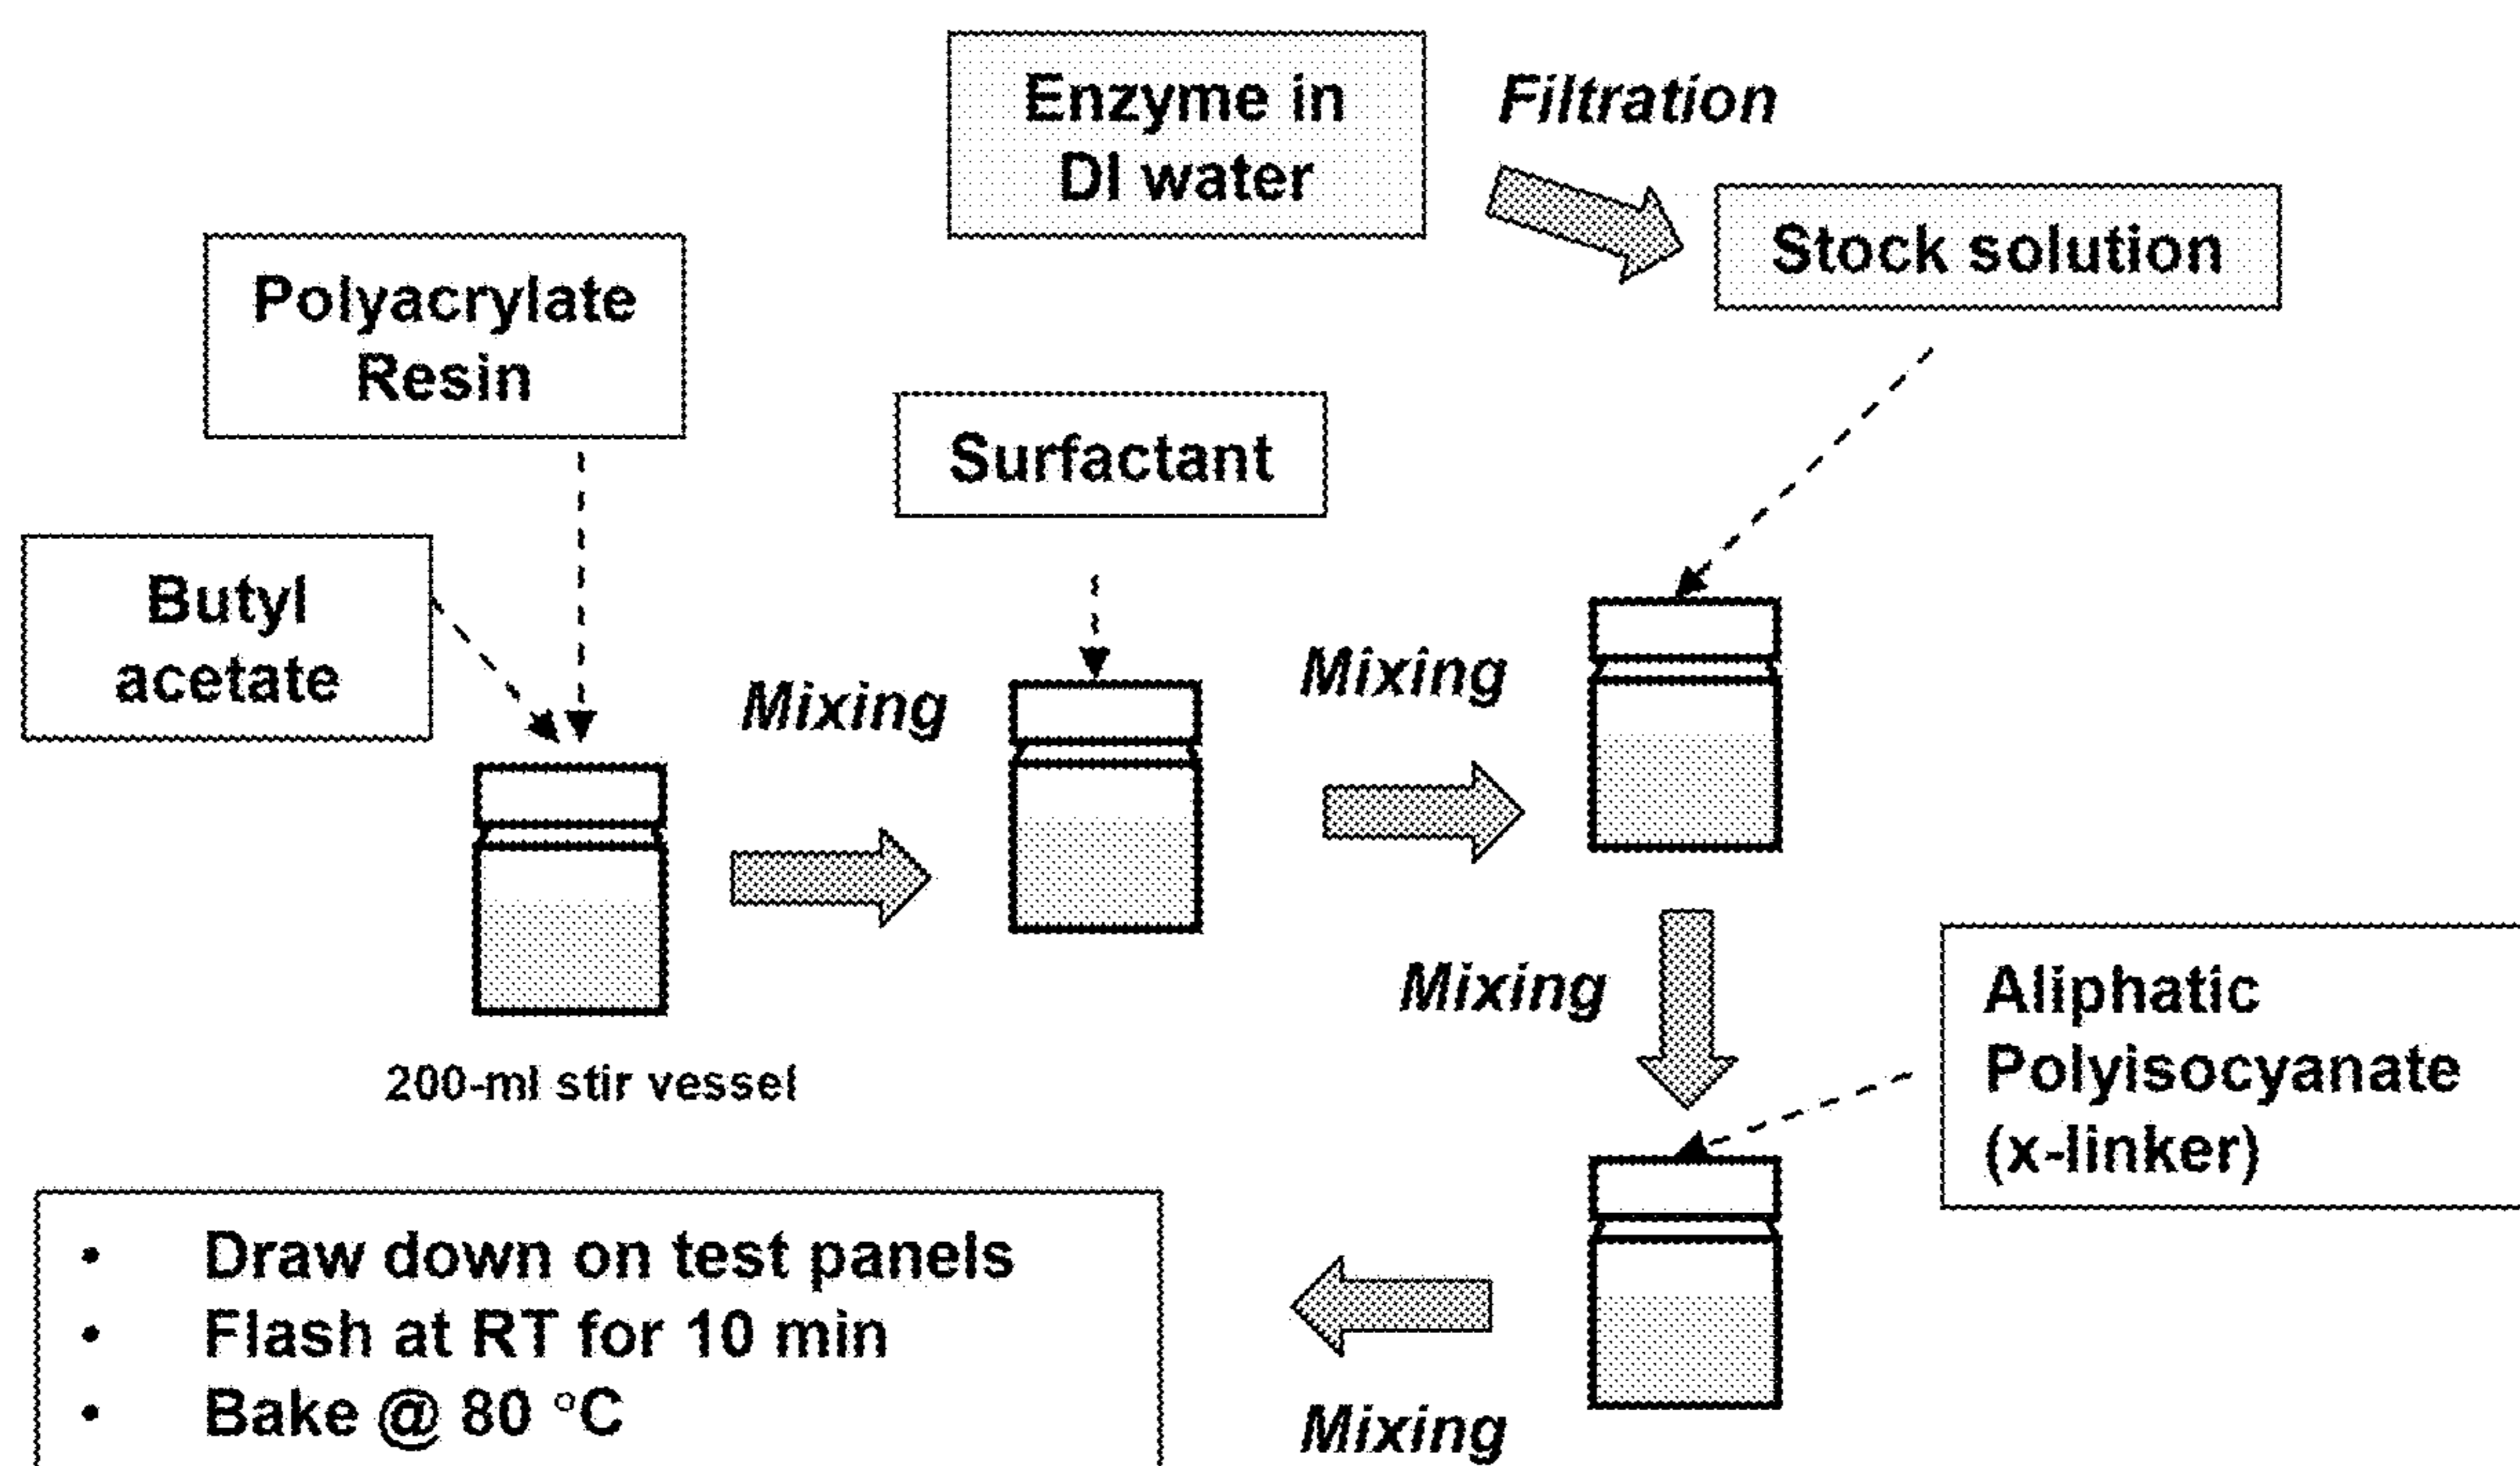 Enzyme in
DI water
Filtration
Stock solution
Polyacrylate
Resin
Surfactant
Butyl
acetate
Mixing
Mixing
200-ml stir vessel
Mixing
Aliphatic
Polyisocyanate
(x-linker)
• Draw down on test panels
• Flash at RT for 10 min
• Bake @ 80 °C
Mixing